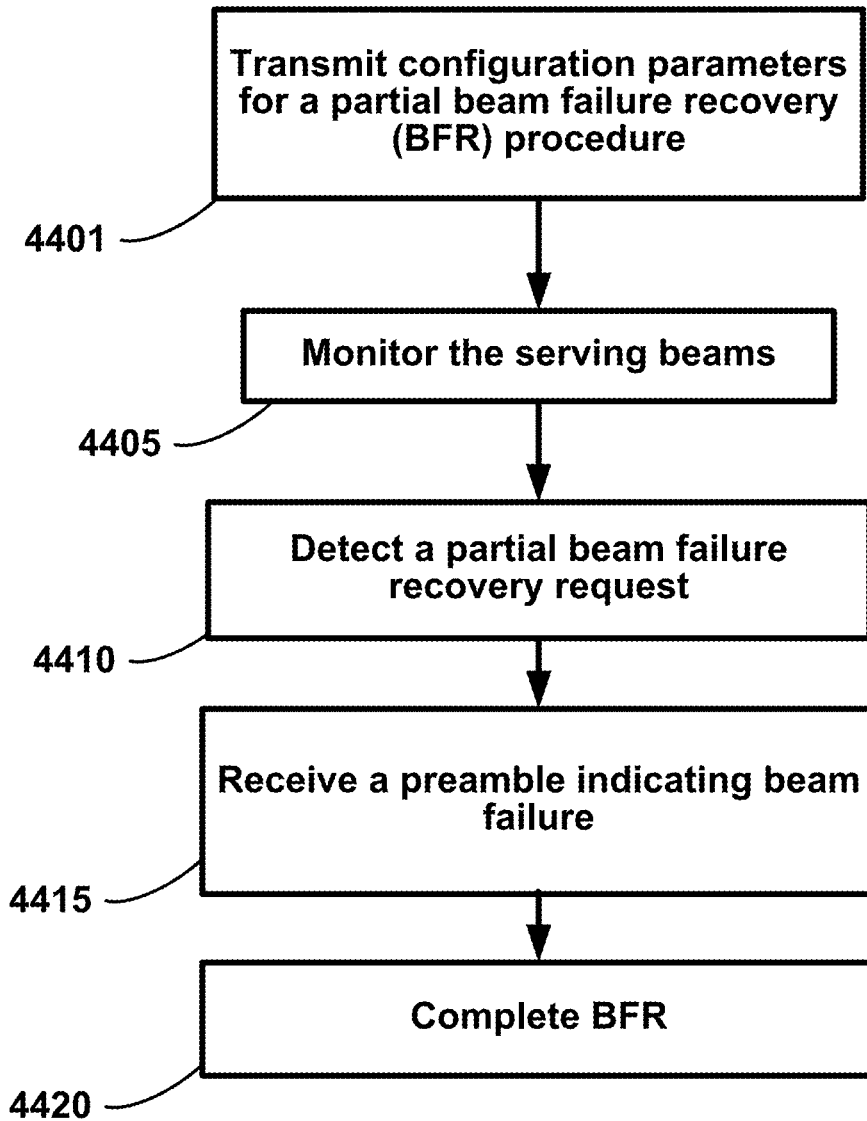 Transmit configuration parameters
for a partial beam failure recovery
(BFR) procedure
4401
Monitor the serving beams
4405
Detect a partial beam failure
recovery request
4410
Receive a preamble indicating beam
failure
4415
Complete BFR
4420